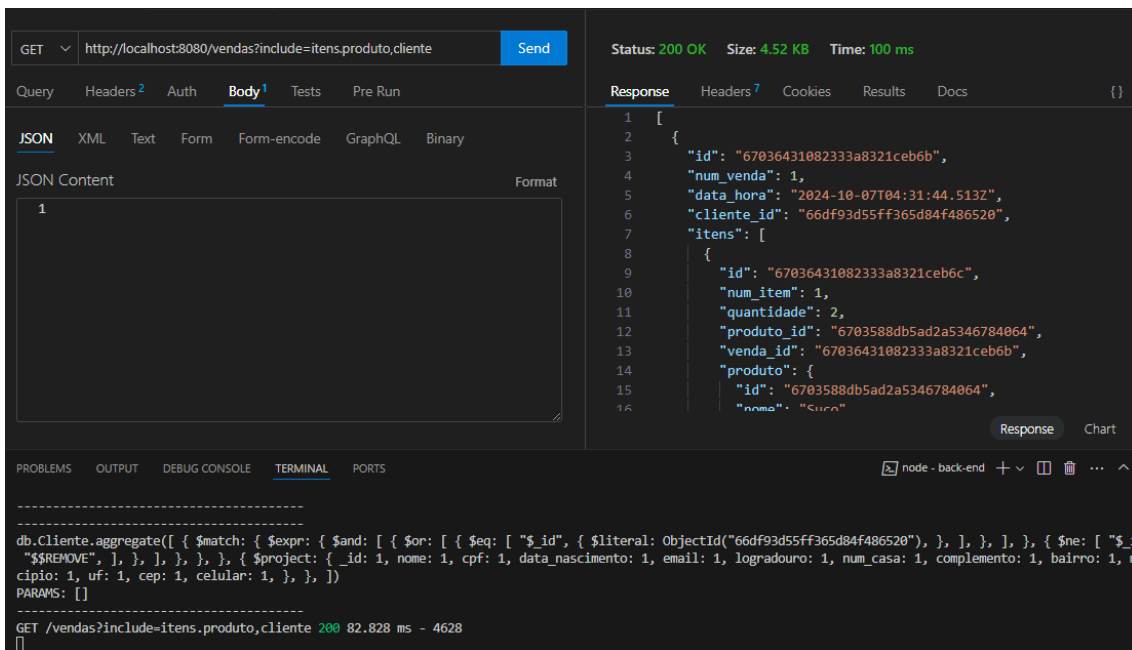 GET http://localhost:8080/vendas?include=itens.produto,cliente Send
Query Headers 2 Auth Body 1 Tests Pre Run
JSON XML Text Form Form-encode GraphQL Binary
JSON Content Format
1
Status: 200 OK Size: 4.52 KB Time: 100 ms
Response Headers 7 Cookies Results Docs {}
1 [
2 {
3 "id": "67036431082333a8321ceb6b",
4 "num_venda": 1,
5 "data_hora": "2024-10-07T04:31:44.513Z",
6 "cliente_id": "66df93d55ff365d84f486520",
7 "itens": [
8 {
9 "id": "67036431082333a8321ceb6c",
10 "num_item": 1,
11 "quantidade": 2,
12 "produto_id": "6703588db5ad2a5346784064",
13 "venda_id": "67036431082333a8321ceb6b",
14 "produto": {
15 "id": "6703588db5ad2a5346784064",
16 "nome": "Suco"
Response Chart
PROBLEMS OUTPUT DEBUG CONSOLE TERMINAL PORTS node - back-end
----------------------------------------
----------------------------------------
db.Cliente.aggregate([ { $match: { $expr: { $and: [ { $or: [ { $eq: [ "$_id", { $literal: ObjectId("66df93d55ff365d84f486520"), }, ], }, ], }, { $ne: [ "$_
"$$REMOVE", ], }, ], }, }, }, { $project: { _id: 1, nome: 1, cpf: 1, data_nascimento: 1, email: 1, logradouro: 1, num_casa: 1, complemento: 1, bairro: 1,
cipio: 1, uf: 1, cep: 1, celular: 1, }, }, ])
PARAMS: []
----------------------------------------
GET /vendas?include=itens.produto,cliente 200 82.828 ms - 4628